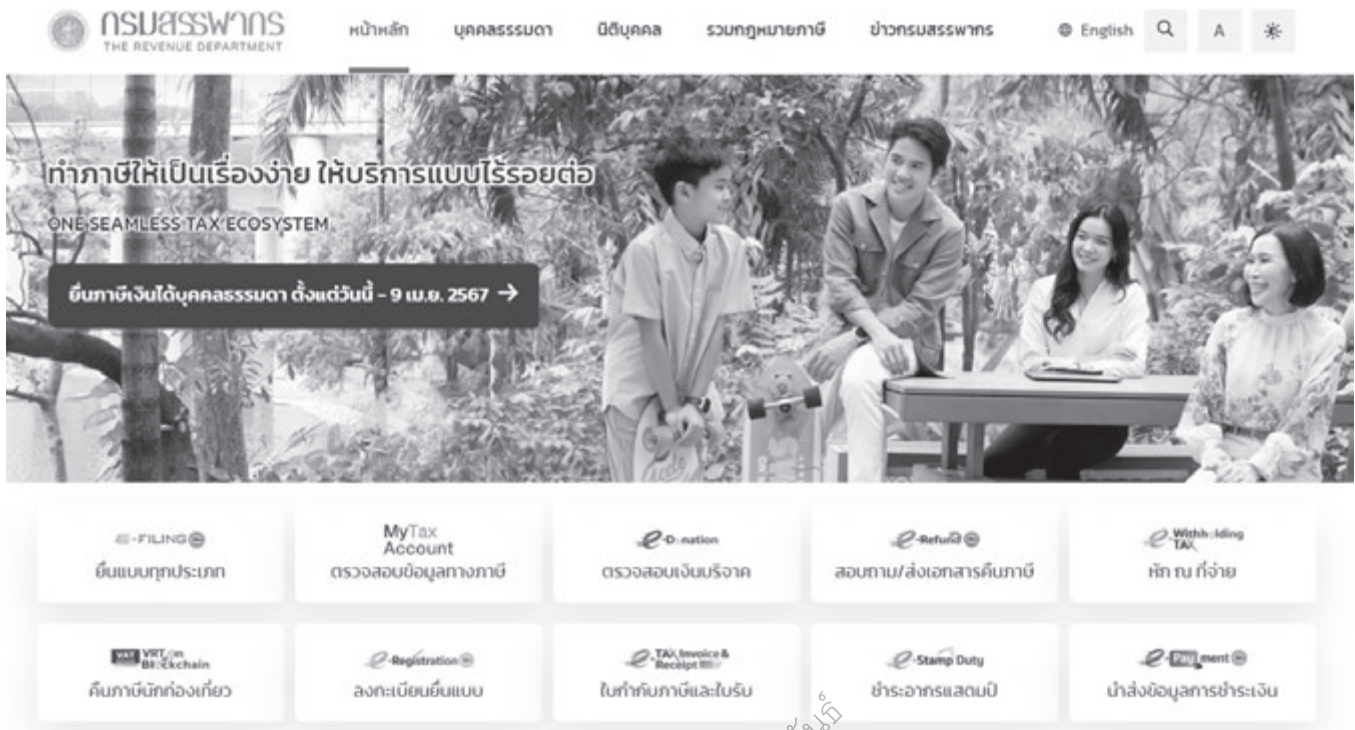 กรมสรรพากร
THE REVENUE DEPARTMENT
หน้าหลัก บุคคลธรรมดา นิติบุคคล รวมกฎหมายภาษี ข่าวกรมสรรพากร English A
ทำภาษีให้เป็นเรื่องง่าย ให้บริการแบบไร้รอยต่อ
ONE SEAMLESS TAX ECOSYSTEM
ยื่นภาษีเงินได้บุคคลธรรมดา ตั้งแต่วันนี้ - 9 เม.ย. 2567 →
E-FILING
ยื่นแบบทุกประเภท
MyTax
Account
ตรวจสอบข้อมูลทางภาษี
e-Donation
ตรวจสอบเงินบริจาค
e-Refund
สอบถาม/ส่งเอกสารคืนภาษี
e-Withholding
TAX
หัก ณ ที่จ่าย
VAT VRT on
Blockchain
คืนภาษีนักท่องเที่ยว
e-Registration
ลงทะเบียนยื่นแบบ
e-TAX Invoice &
Receipt
ใบกำกับภาษีและใบรับ
e-Stamp Duty
ชำระอากรแสตมป์
e-Payment
นำส่งข้อมูลการชำระเงิน